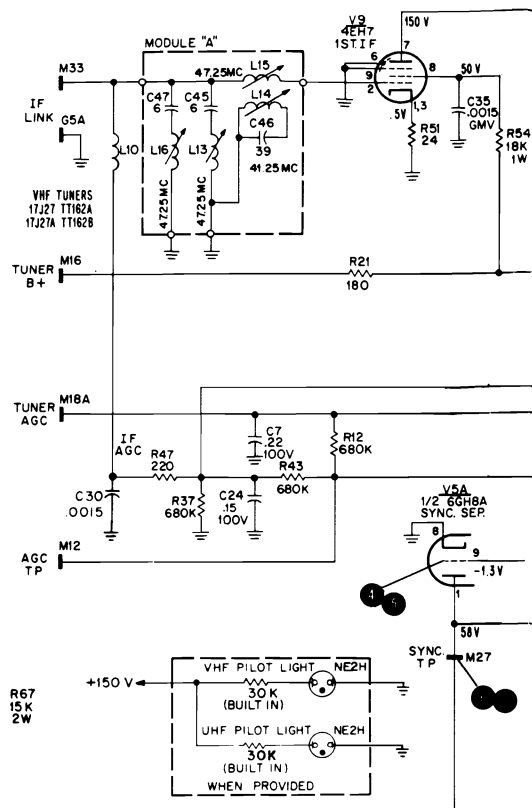 V9
4EH7
1ST. I F
150 V
7
6
9
2
8
50 V
1,3
.5V
R51
24
C35
.0015
GMV
R54
18K
1W
MODULE "A"
M33
IF
LINK
G5A
L10
47.25MC
L15
L14
C47
6
C45
6
C46
39
41.25 MC
L16
L13
47.25 MC
47.25 MC
VHF TUNERS
17J27 TT162A
17J27A TT162B
TUNER
B+
M16
R21
180
TUNER
AGC
M18A
IF
AGC
R47
220
C7
.22
100V
R12
680K
R43
680K
C30
.0015
R37
680K
C24
.15
100V
AGC
TP
M12
V5A
1/2 6GH8A
SYNC. SEP.
8
9
-1.3V
1
4
58V
SYNC.
TP
M27
R67
15K
2W
+150 V
VHF PILOT LIGHT
NE2H
30K
(BUILT IN)
UHF PILOT LIGHT
NE2H
30K
(BUILT IN)
WHEN PROVIDED